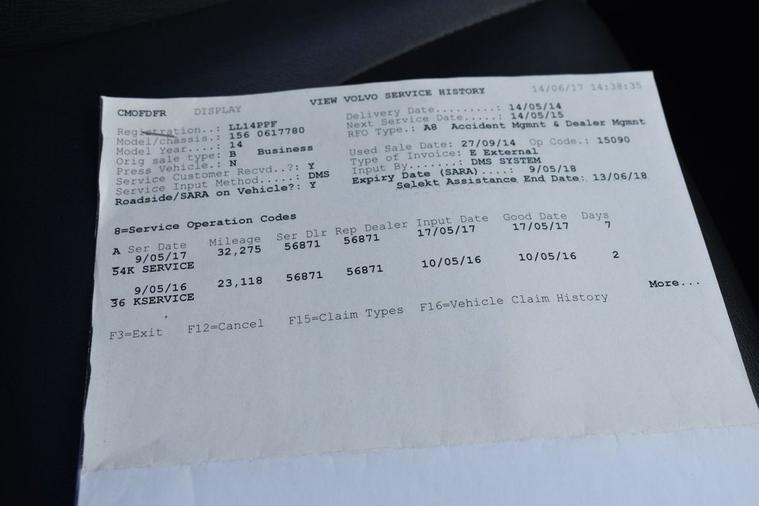 VIEW VOLVO SERVICE HISTORY 14/06/17 14:38:35
CMOFDFR DISPLAY
Registration..: LL14PPF Delivery Date.........: 14/05/14
Model/chassis.: 156 0617780 Next Service Date.....: 14/05/15
Model Year....: 14 RFO Type.: A8 Accident Mgmnt & Dealer Mgmnt
Orig sale type: B Business Used Sale Date: 27/09/14 Op Code.: 15090
Press Vehicle.: N Type of Invoice: E External
Service Customer Recvd..?: Y Input By........: DMS SYSTEM
Service Input Method.....: DMS Expiry Date (SARA)....: 9/05/18
Roadside/SARA on Vehicle?: Y Selekt Assistance End Date: 13/06/18
8=Service Operation Codes
A Ser Date Mileage Ser Dlr Rep Dealer Input Date Good Date Days
9/05/17 32,275 56871 56871 17/05/17 17/05/17 7
54K SERVICE
9/05/16 23,118 56871 56871 10/05/16 10/05/16 2
36 KSERVICE
More...
F3=Exit F12=Cancel F15=Claim Types F16=Vehicle Claim History